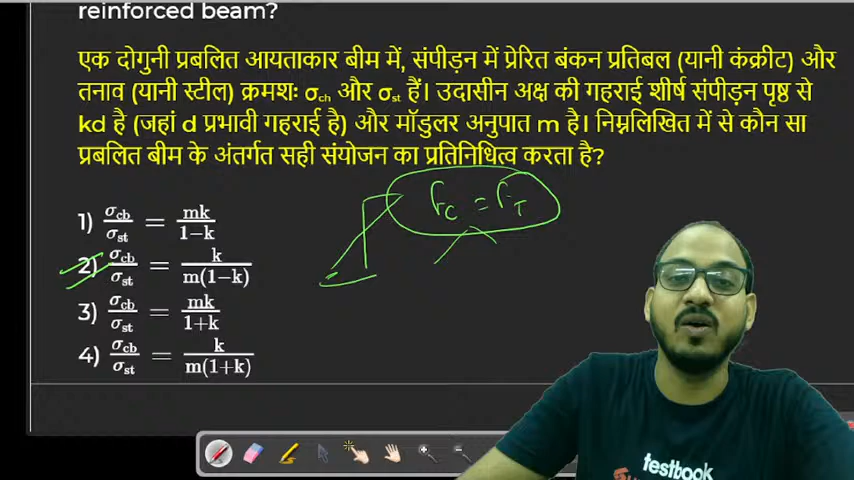 reinforced beam?
एक दोगुनी प्रबलित आयताकार बीम में, संपीड़न में प्रेरित बंकन प्रतिबल (यानी कंक्रीट) और
तनाव (यानी स्टील) क्रमशः σch और σst हैं। उदासीन अक्ष की गहराई शीर्ष संपीड़न पृष्ठ से
kd है (जहां d प्रभावी गहराई है) और मॉडुलर अनुपात m है। निम्नलिखित में से कौन सा
प्रबलित बीम के अंतर्गत सही संयोजन का प्रतिनिधित्व करता है?
FC = FT
1) σcb/σst = mk/1−k
2) σcb/σst = k/m(1−k)
3) σcb/σst = mk/1+k
4) σcb/σst = k/m(1+k)
testbook